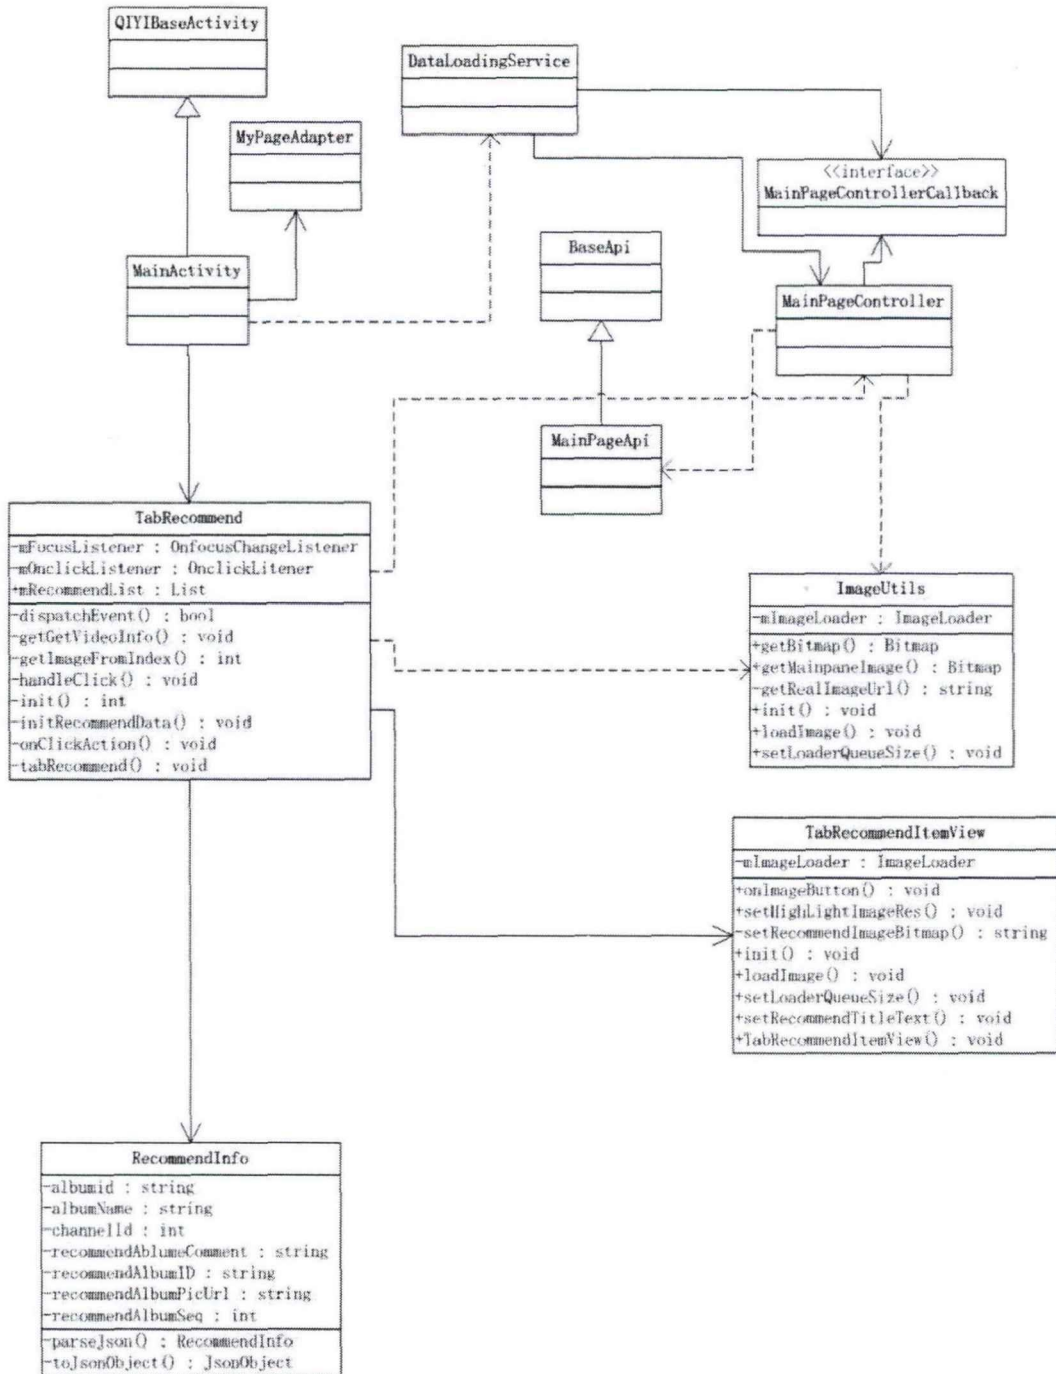 QIYIBaseActivity
DataLoadingService
MyPageAdapter
<<interface>>
MainPageControllerCallback
BaseApi
MainActivity
MainPageController
MainPageApi
TabRecommend
-mFocusListener : OnfocusChangeListener
-mOnclickListener : OnclickLitener
+mRecommendList : List
-dispatchEvent() : bool
-getGetVideoInfo() : void
-getImageFromIndex() : int
-handleClick() : void
-init() : int
-initRecommendData() : void
-onClickAction() : void
-tabRecommend() : void
ImageUtils
-mImageLoader : ImageLoader
+getBitmap() : Bitmap
+getMainpaneImage() : Bitmap
-getRealImageUrl() : string
+init() : void
+loadImage() : void
+setLoaderQueueSize() : void
TabRecommendItemView
-mImageLoader : ImageLoader
+onImageButton() : void
+setHighLightImageRes() : void
-setRecommendImageBitmap() : string
+init() : void
+loadImage() : void
+setLoaderQueueSize() : void
+setRecommendTitleText() : void
+TabRecommendItemView() : void
RecommendInfo
-albumid : string
-albumName : string
-channelId : int
-recommendAblumeComment : string
-recommendAlbumID : string
-recommendAlbumPicUrl : string
-recommendAlbumSeq : int
-parseJson() : RecommendInfo
-toJsonObject() : JsonObject